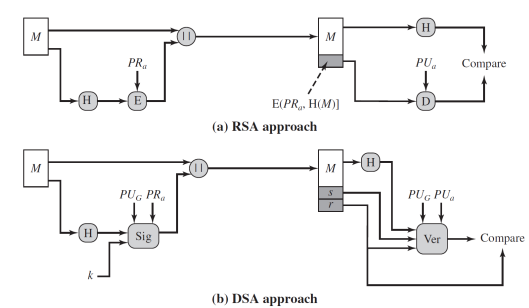 M
||
M
H
PR_a
PU_a
Compare
H
E
D
E(PR_a, H(M)]
(a) RSA approach
M
||
M
H
s
r
PU_G PR_a
PU_G PU_a
H
Sig
Ver
Compare
k
(b) DSA approach